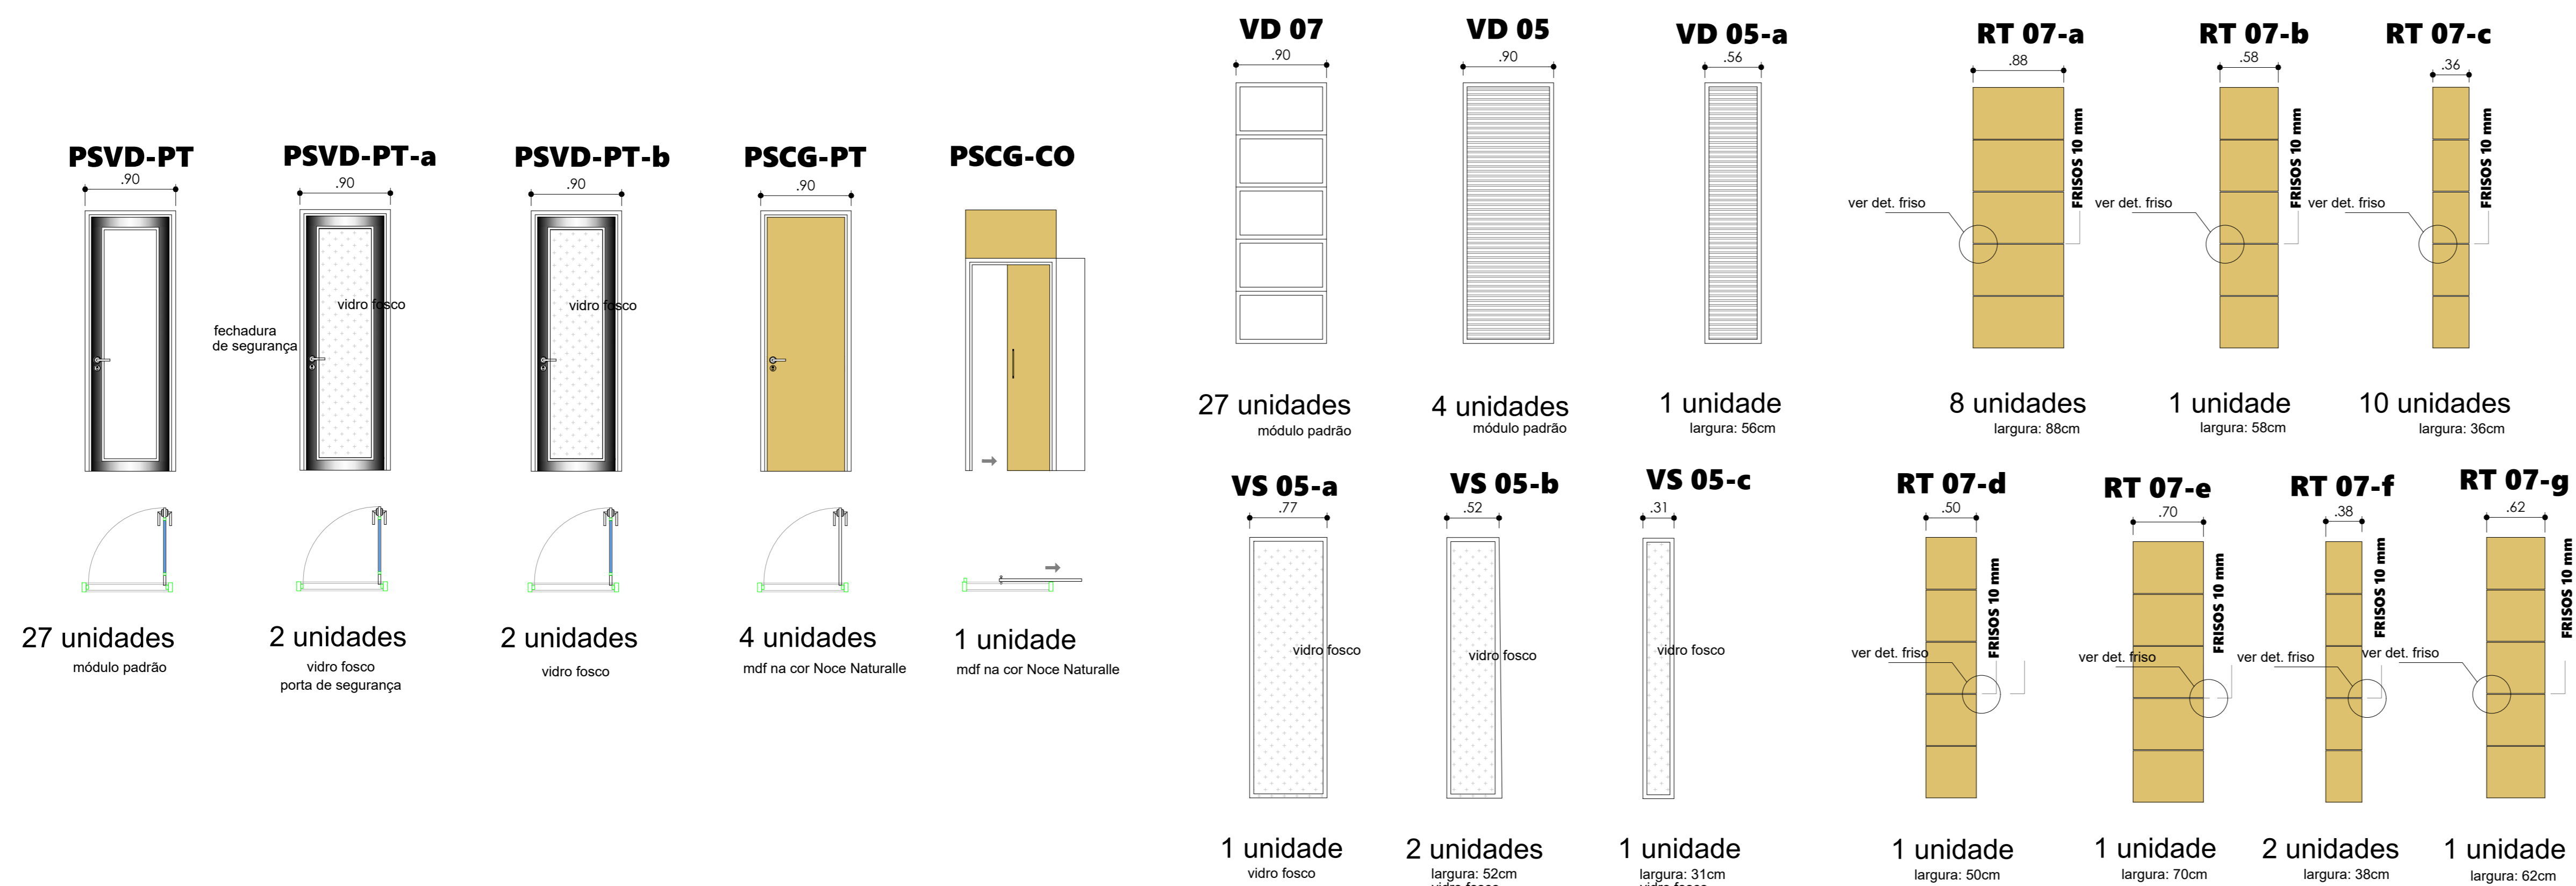 PSVD-PT
.90
27 unidades
módulo padrão
PSVD-PT-a
.90
vidro fosco
fechadura
de segurança
2 unidades
vidro fosco
porta de segurança
PSVD-PT-b
.90
vidro fosco
2 unidades
vidro fosco
PSCG-PT
.90
4 unidades
mdf na cor Noce Naturalle
PSCG-CO
1 unidade
mdf na cor Noce Naturalle
VD 07
.90
27 unidades
módulo padrão
VD 05
.90
4 unidades
módulo padrão
VD 05-a
.56
1 unidade
largura: 56cm
RT 07-a
.88
FRISOS 10 mm
ver det. friso
8 unidades
largura: 88cm
RT 07-b
.58
FRISOS 10 mm
ver det. friso
1 unidade
largura: 58cm
RT 07-c
.36
FRISOS 10 mm
ver det. friso
10 unidades
largura: 36cm
VS 05-a
.77
vidro fosco
1 unidade
vidro fosco
VS 05-b
.52
vidro fosco
2 unidades
largura: 52cm
vidro fosco
VS 05-c
.31
vidro fosco
1 unidade
largura: 31cm
vidro fosco
RT 07-d
.50
FRISOS 10 mm
ver det. friso
1 unidade
largura: 50cm
RT 07-e
.70
FRISOS 10 mm
ver det. friso
1 unidade
largura: 70cm
RT 07-f
.38
FRISOS 10 mm
ver det. friso
2 unidades
largura: 38cm
RT 07-g
.62
FRISOS 10 mm
ver det. friso
1 unidade
largura: 62cm